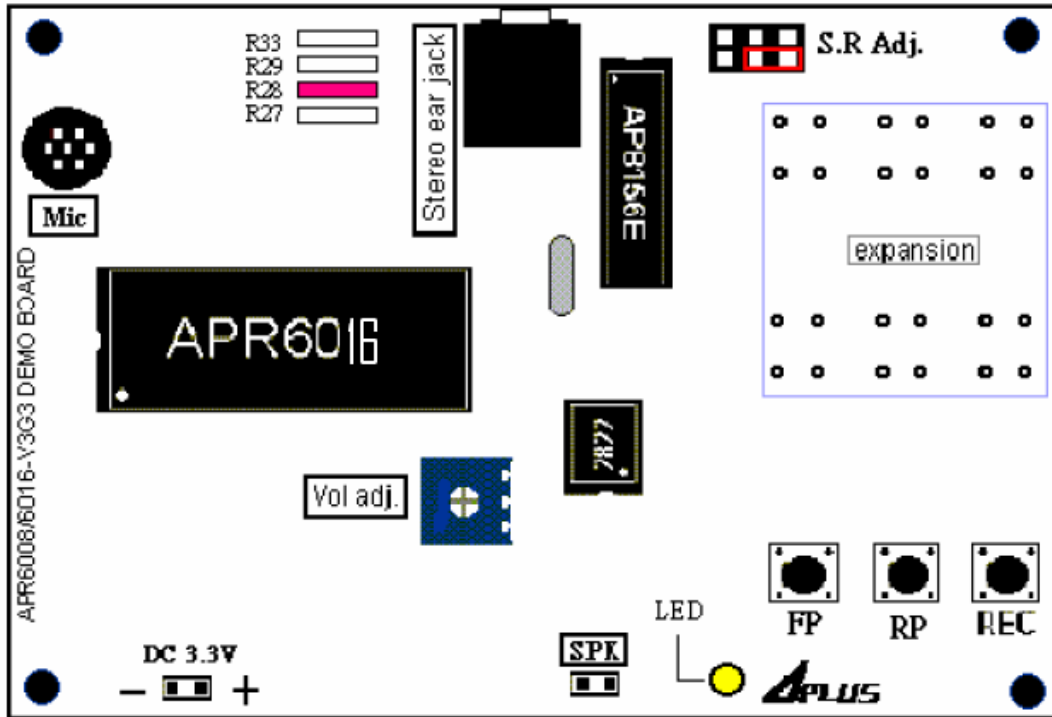 R33
R29
R28
R27
Stereo ear jack
S.R Adj.
AP8156E
Mic
expansion
APR6016
APR6008/6016-V3G3 DEMO BOARD
7822
Vol adj.
FP
RP
REC
LED
SPK
DC 3.3V
- +
APLUS